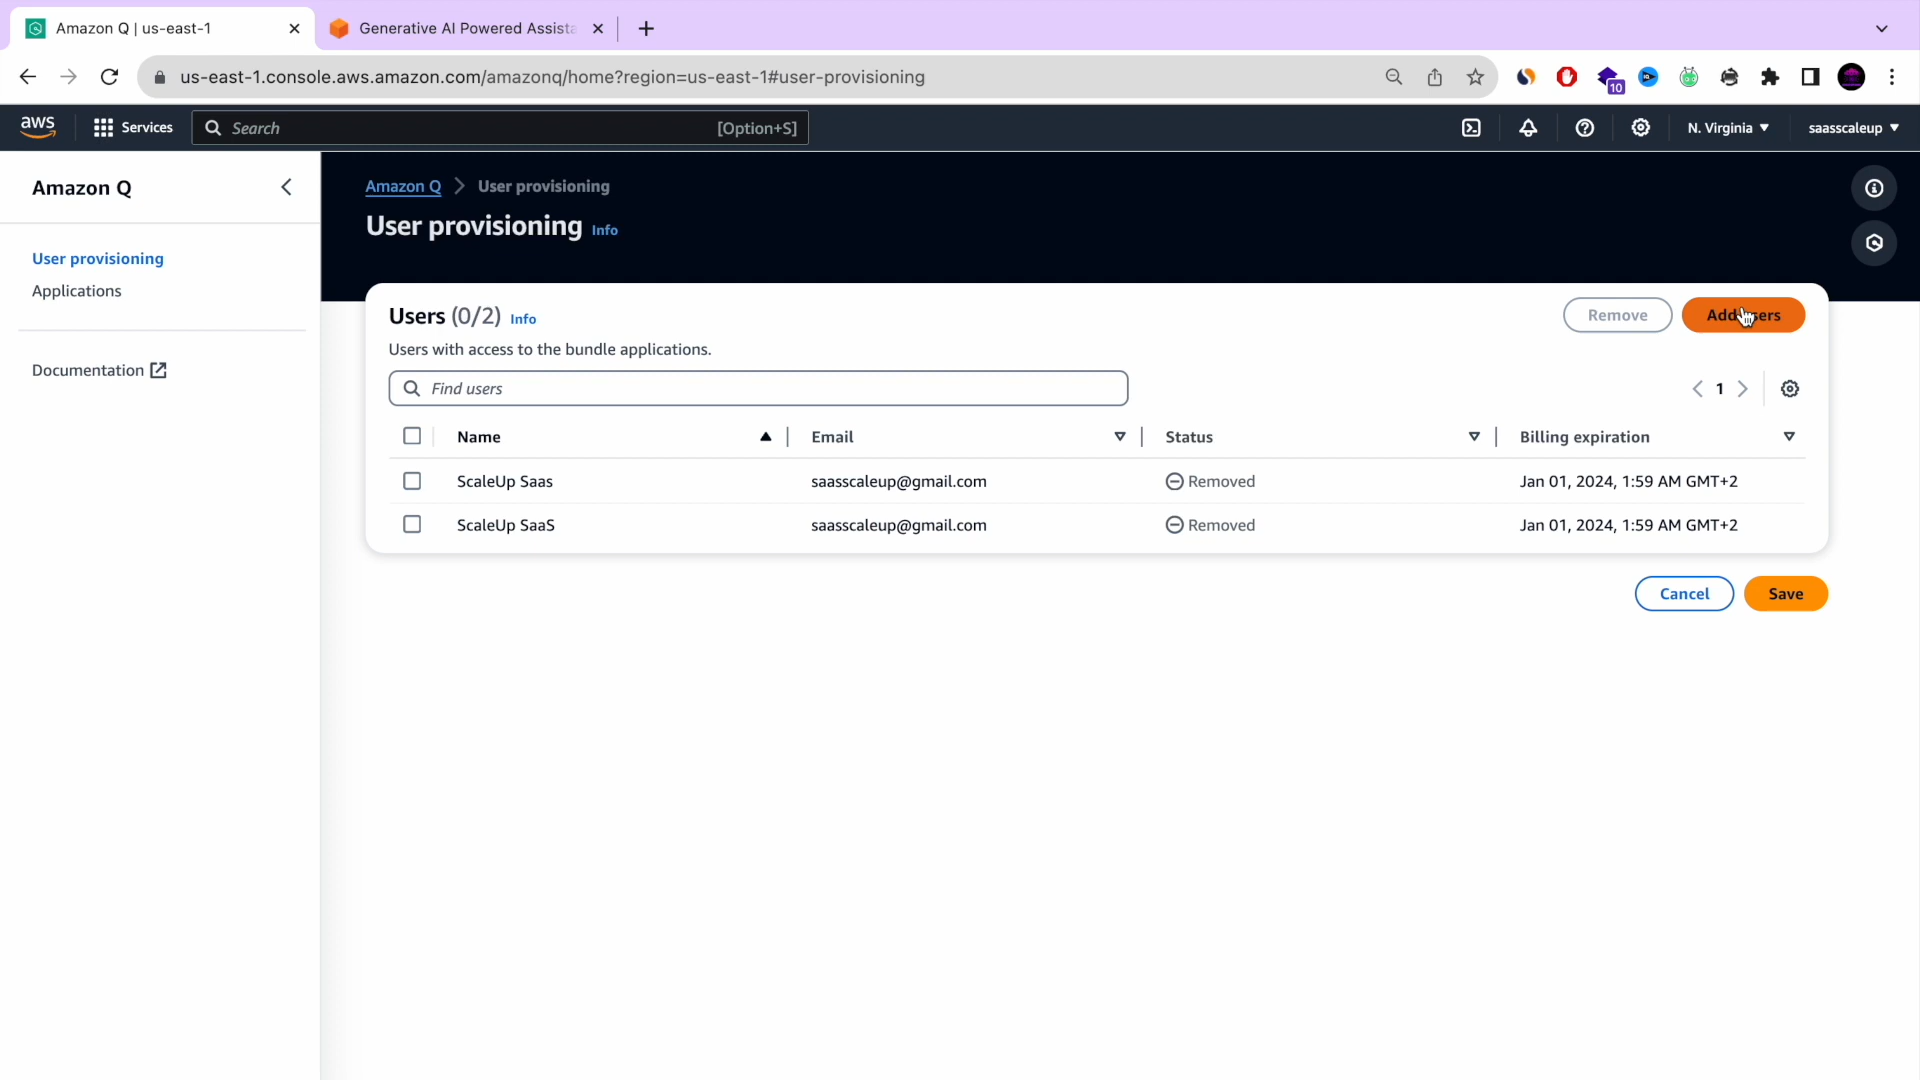 Amazon Q | us-east-1
Generative AI Powered Assista
us-east-1.console.aws.amazon.com/amazonq/home?region=us-east-1#user-provisioning
10
aws
Services
Search
[Option+S]
N. Virginia
saasscaleup
Amazon Q
User provisioning
Applications
Documentation
Amazon Q > User provisioning
User provisioning Info
Users (0/2) Info
Remove
Add users
Users with access to the bundle applications.
Find users
1
Name Email Status Billing expiration
ScaleUp Saas saasscaleup@gmail.com Removed Jan 01, 2024, 1:59 AM GMT+2
ScaleUp SaaS saasscaleup@gmail.com Removed Jan 01, 2024, 1:59 AM GMT+2
Cancel
Save